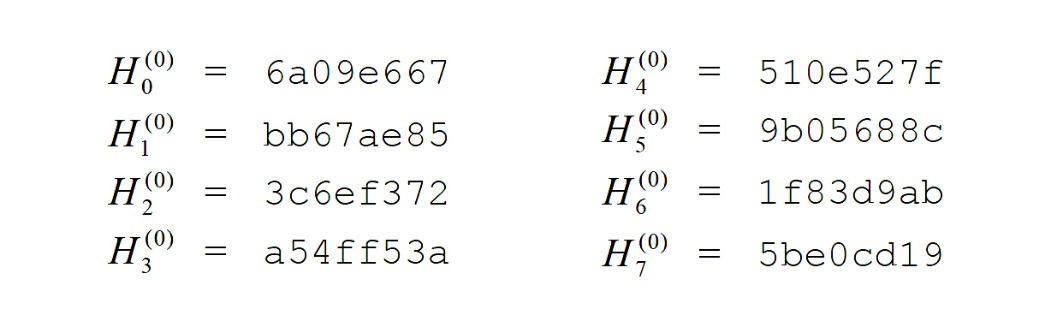 H₀⁽⁰⁾ = 6a09e667
H₁⁽⁰⁾ = bb67ae85
H₂⁽⁰⁾ = 3c6ef372
H₃⁽⁰⁾ = a54ff53a
H₄⁽⁰⁾ = 510e527f
H₅⁽⁰⁾ = 9b05688c
H₆⁽⁰⁾ = 1f83d9ab
H₇⁽⁰⁾ = 5be0cd19